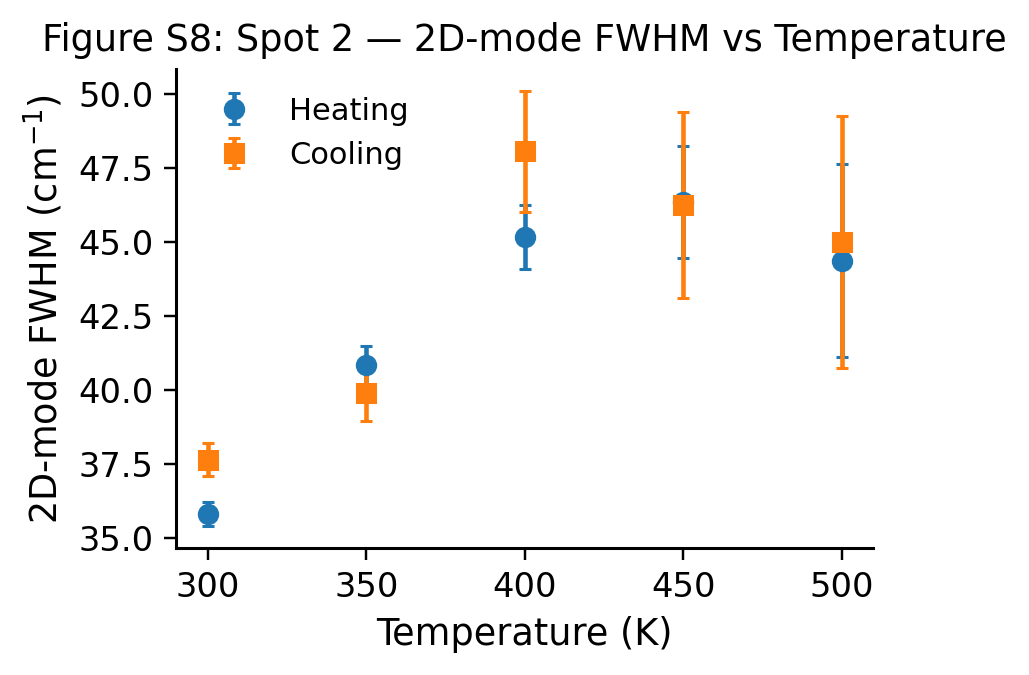 Figure S8: Spot 2 — 2D-mode FWHM vs Temperature
Heating
Cooling
2D-mode FWHM (cm⁻¹)
50.0
47.5
45.0
42.5
40.0
37.5
35.0
300 350 400 450 500
Temperature (K)